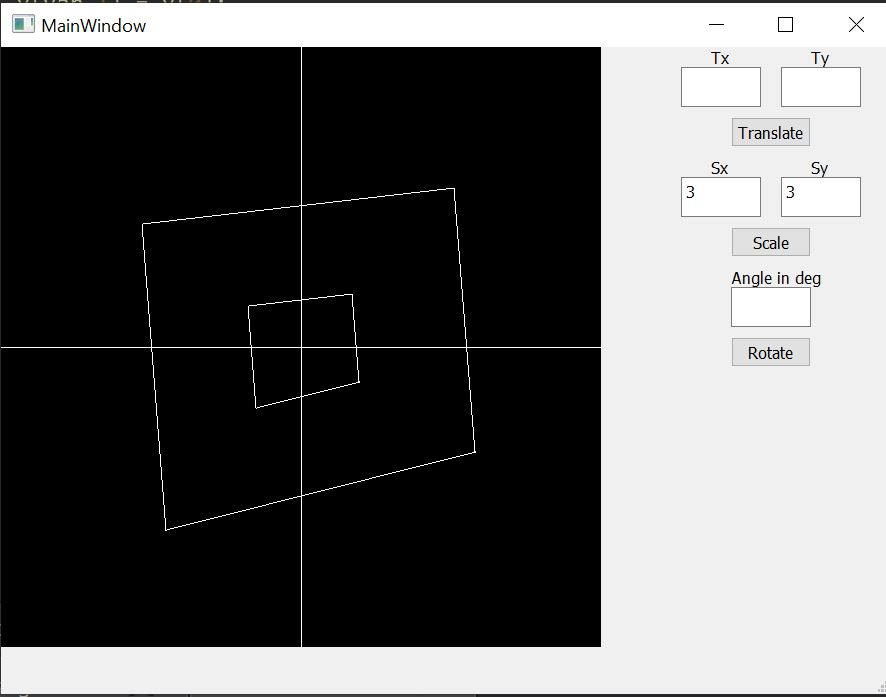 MainWindow
Tx Ty
Translate
Sx Sy
3 3
Scale
Angle in deg
Rotate